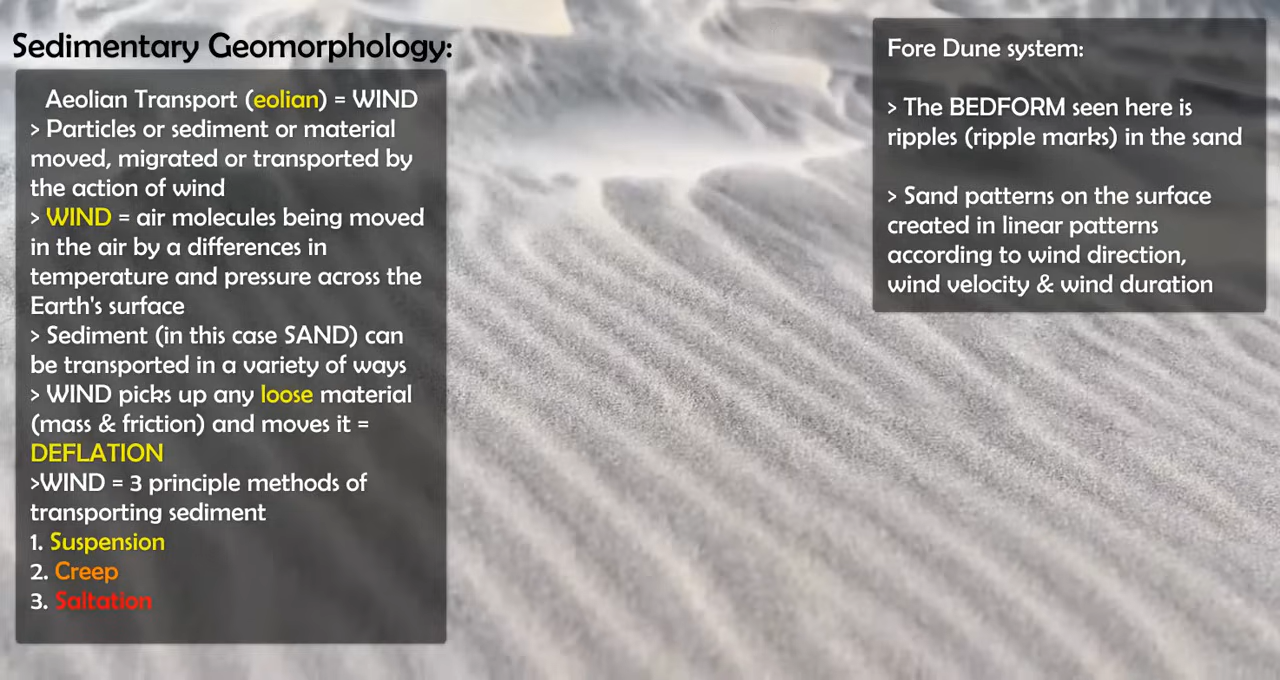 Sedimentary Geomorphology:
Aeolian Transport (eolian) = WIND
> Particles or sediment or material
moved, migrated or transported by
the action of wind
> WIND = air molecules being moved
in the air by a differences in
temperature and pressure across the
Earth's surface
> Sediment (in this case SAND) can
be transported in a variety of ways
> WIND picks up any loose material
(mass & friction) and moves it =
DEFLATION
>WIND = 3 principle methods of
transporting sediment
1. Suspension
2. Creep
3. Saltation
Fore Dune system:
> The BEDFORM seen here is
ripples (ripple marks) in the sand
> Sand patterns on the surface
created in linear patterns
according to wind direction,
wind velocity & wind duration